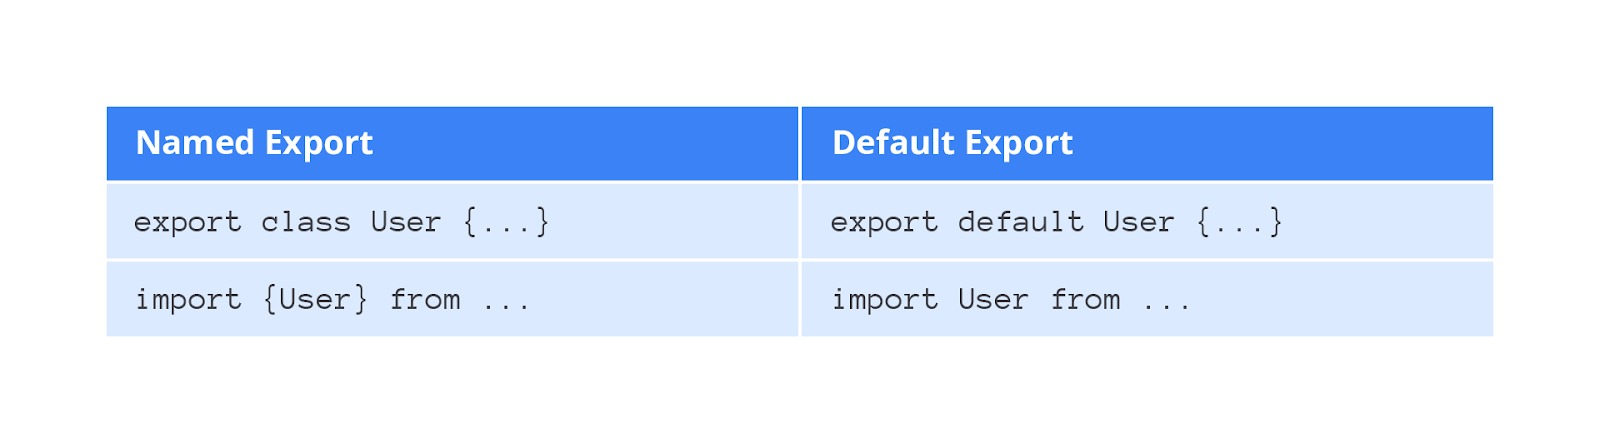 Named Export
Default Export
export class User {...}
export default User {...}
import {User} from ...
import User from ...